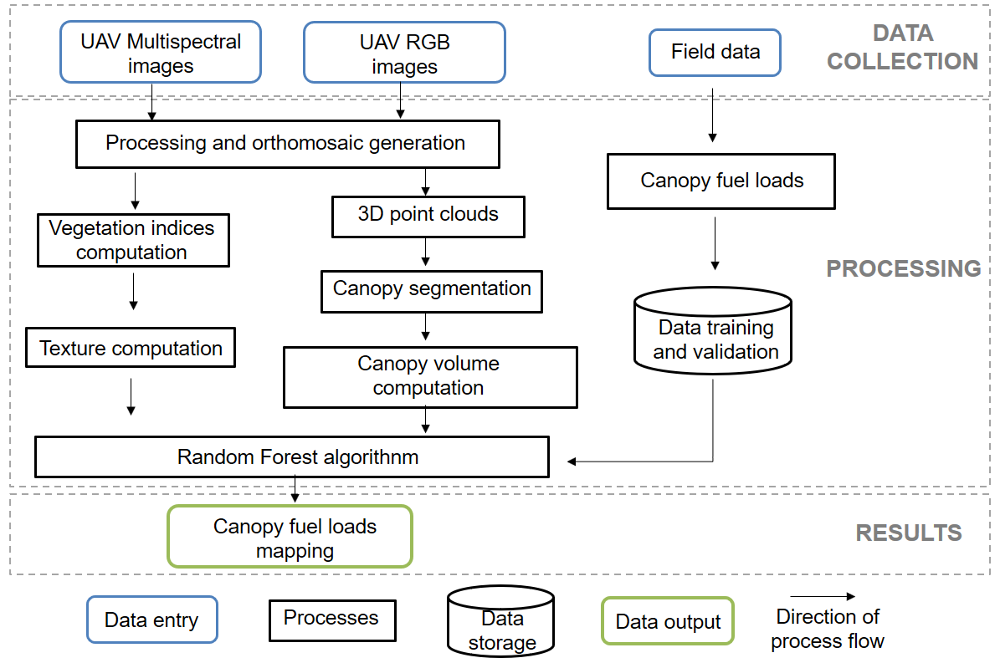 UAV Multispectral
images
UAV RGB
images
Field data
DATA
COLLECTION
Processing and orthomosaic generation
Canopy fuel loads
Vegetation indices
computation
3D point clouds
PROCESSING
Canopy segmentation
Data training
and validation
Texture computation
Canopy volume
computation
Random Forest algorithnm
Canopy fuel loads
mapping
RESULTS
Data entry
Processes
Data
storage
Data output
Direction of
process flow